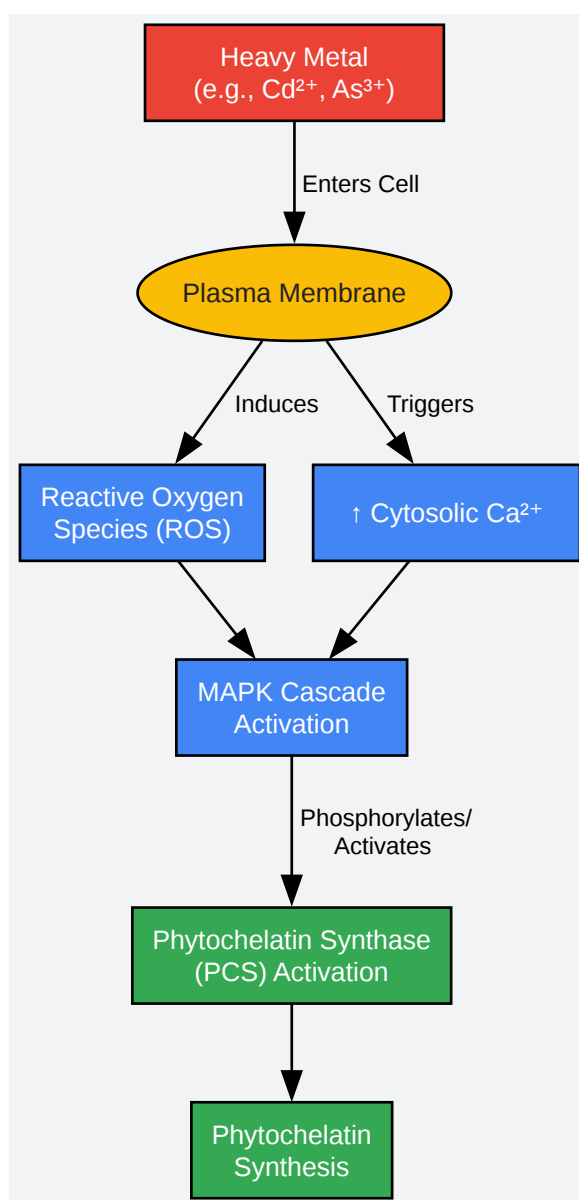 Heavy Metal
(e.g., Cd²⁺, As³⁺)
Enters Cell
Plasma Membrane
Induces
Triggers
Reactive Oxygen
Species (ROS)
↑ Cytosolic Ca²⁺
MAPK Cascade
Activation
Phosphorylates/
Activates
Phytochelatin Synthase
(PCS) Activation
Phytochelatin
Synthesis